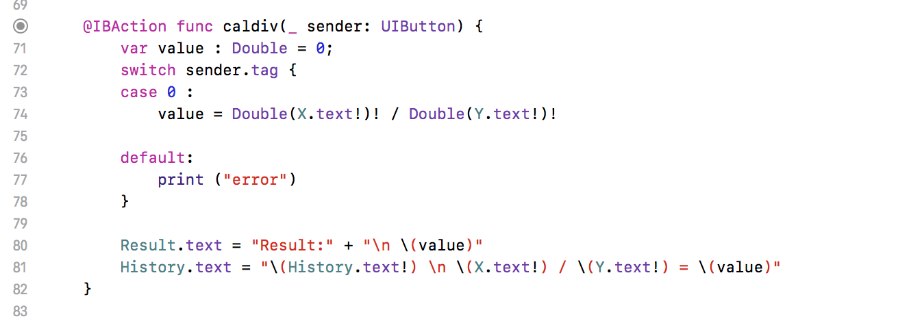 69
@IBAction func caldiv(_ sender: UIButton) {
71 var value : Double = 0;
72 switch sender.tag {
73 case 0 :
74 value = Double(X.text!)! / Double(Y.text!)!
75
76 default:
77 print ("error")
78 }
79
80 Result.text = "Result:" + "\n \(value)"
81 History.text = "\(History.text!) \n \(X.text!) / \(Y.text!) = \(value)"
82 }
83